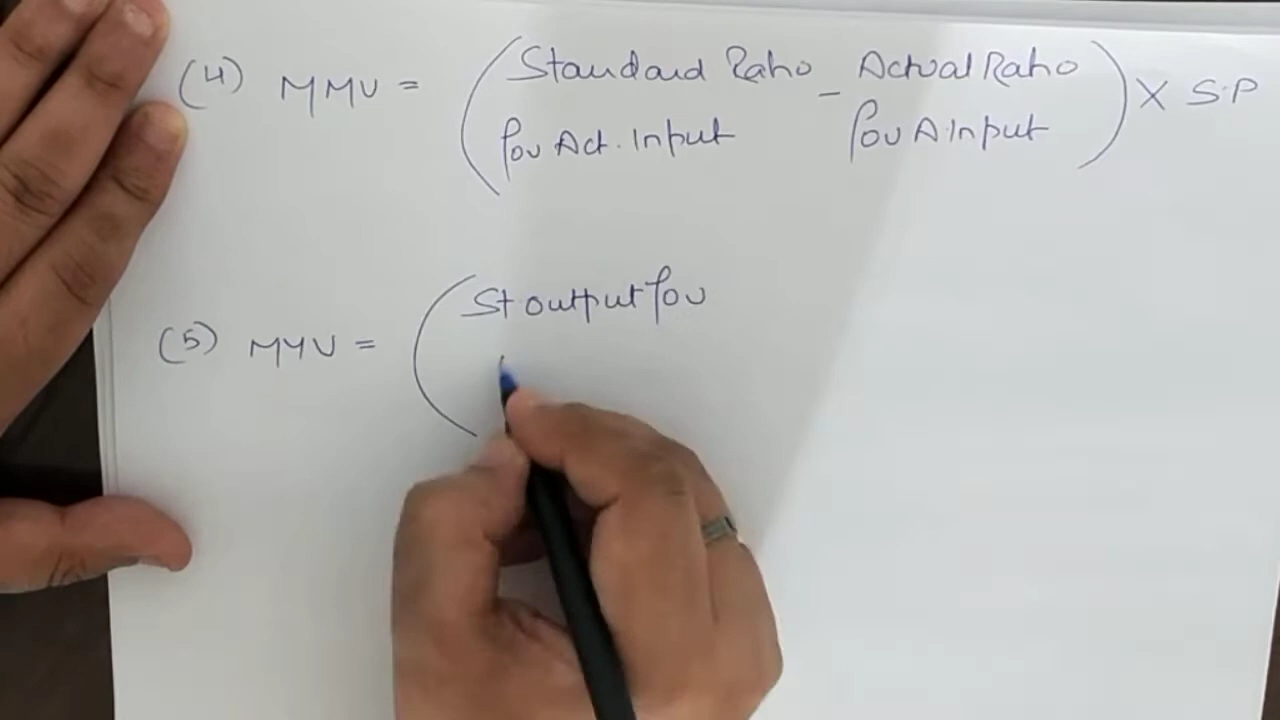 (4) MMV = (Standard Ratio - Actual Ratio) X S.P
for Act. Input for A.Input
(5) MYV = (St output for